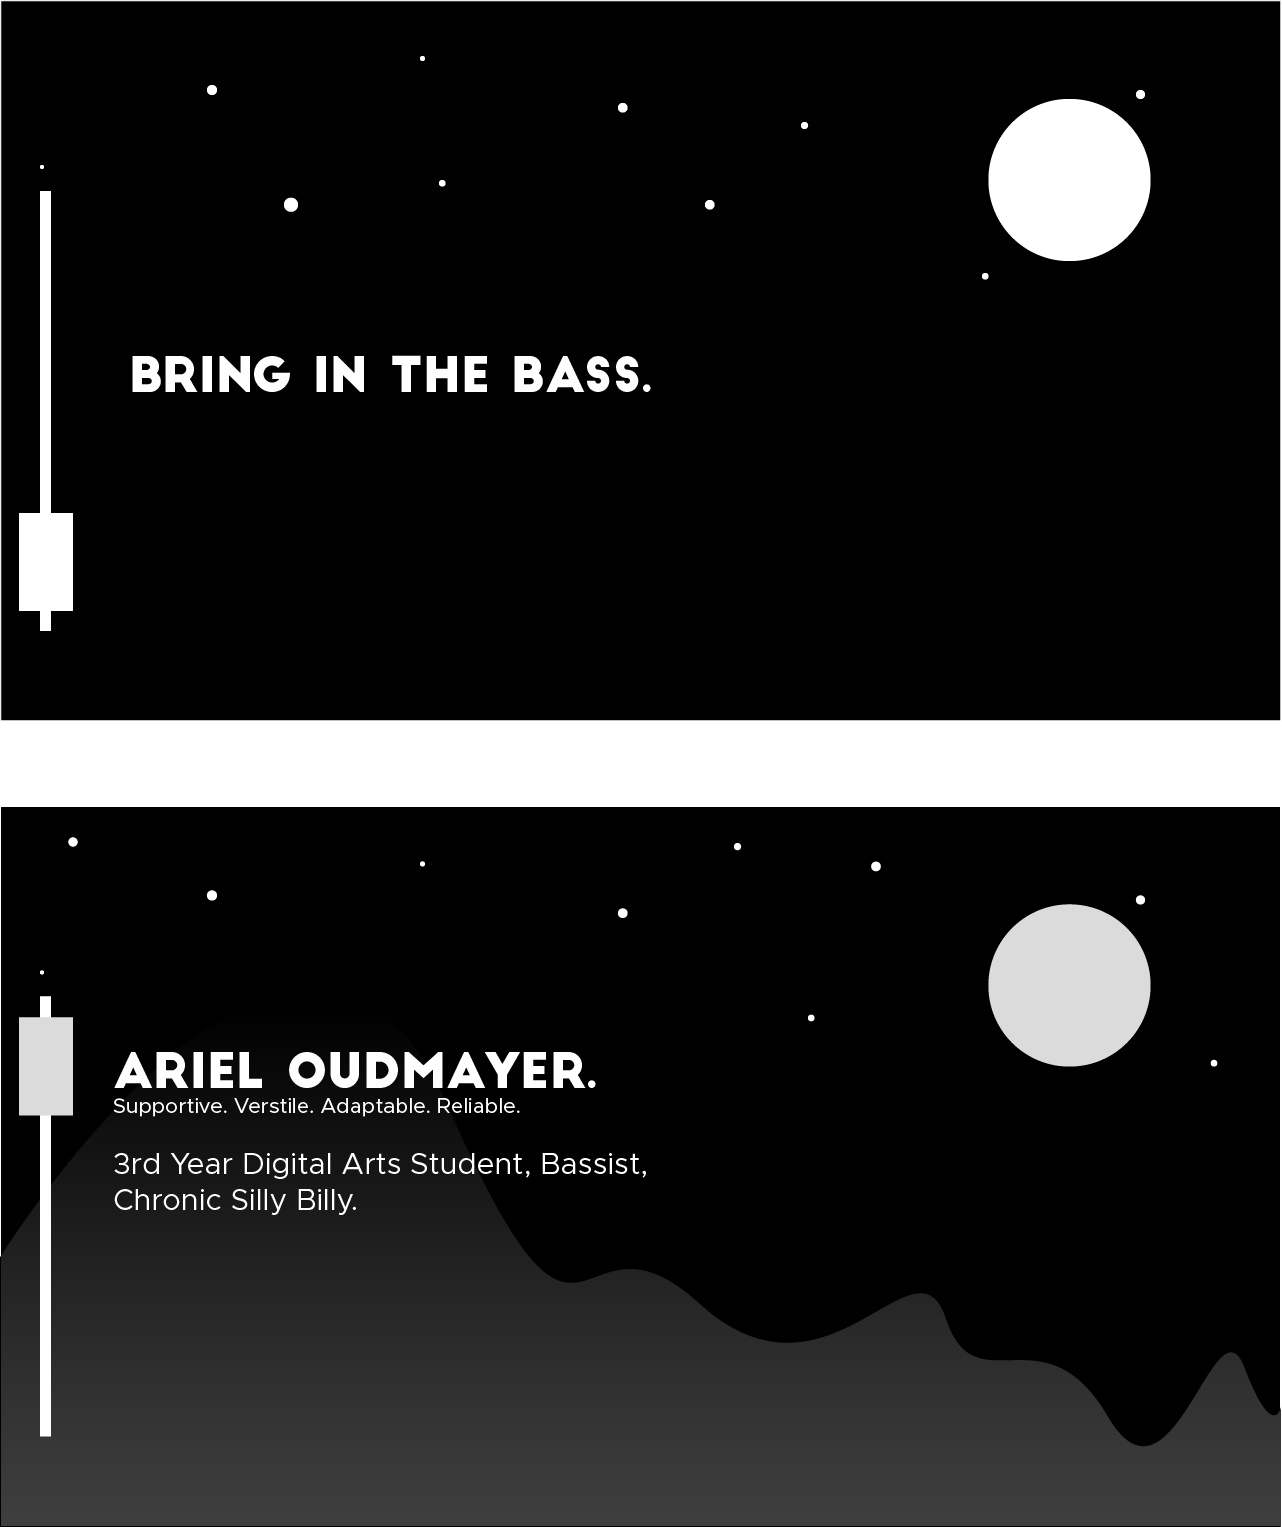 BRING IN THE BASS.
ARIEL OUDMAYER.
Supportive. Verstile. Adaptable. Reliable.
3rd Year Digital Arts Student, Bassist,
Chronic Silly Billy.